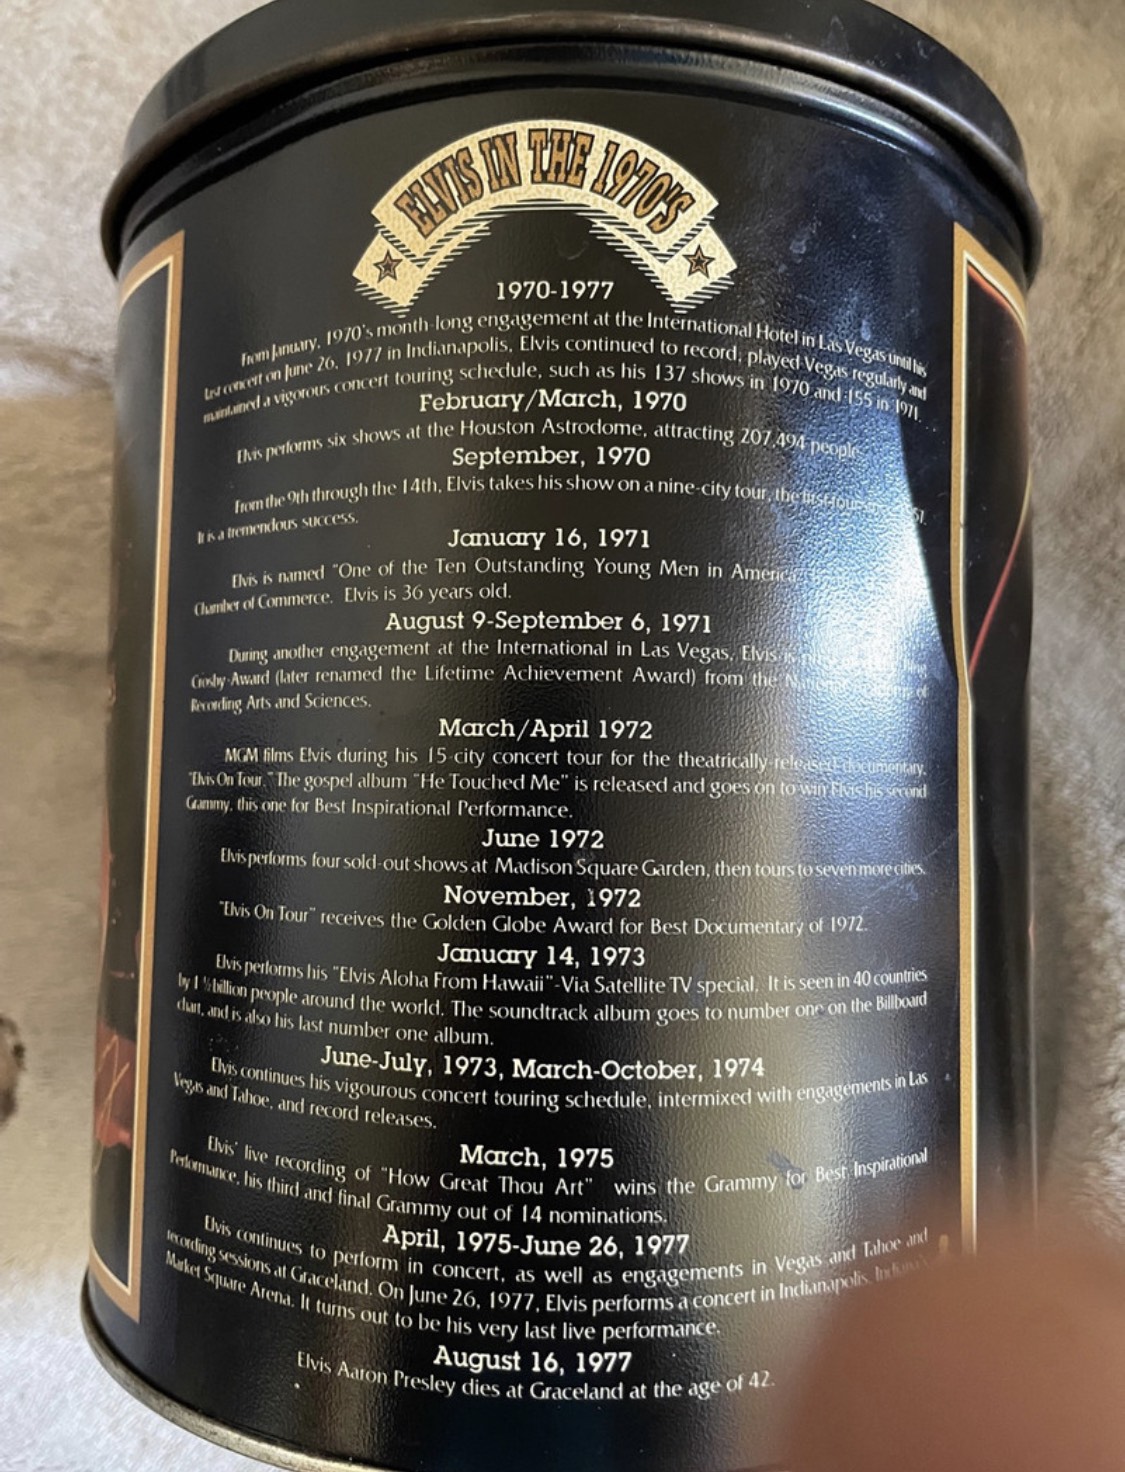 ELVIS IN THE 1970'S
1970-1977
From January, 1970's month-long engagement at the International Hotel in Las Vegas until his
last concert on June 26, 1977 in Indianapolis, Elvis continued to record, played Vegas regularly and
maintained a vigorous concert touring schedule, such as his 137 shows in 1970 and 155 in 1971.
February/March, 1970
Elvis performs six shows at the Houston Astrodome, attracting 207,494 people.
September, 1970
From the 9th through the 14th, Elvis takes his show on a nine-city tour, the first tour
It is a tremendous success.
January 16, 1971
Elvis is named "One of the Ten Outstanding Young Men in America
Chamber of Commerce. Elvis is 36 years old.
August 9-September 6, 1971
During another engagement at the International in Las Vegas, Elvis is
Crosby Award (later renamed the Lifetime Achievement Award) from the of
Recording Arts and Sciences.
March/April 1972
MGM films Elvis during his 15-city concert tour for the theatrically-released documentary,
"Elvis On Tour." The gospel album "He Touched Me" is released and goes on to win Elvis his second
Grammy, this one for Best Inspirational Performance.
June 1972
Elvis performs four sold-out shows at Madison Square Garden, then tours to seven more cities.
November, 1972
"Elvis On Tour" receives the Golden Globe Award for Best Documentary of 1972.
January 14, 1973
Elvis performs his "Elvis Aloha From Hawaii"-Via Satellite TV special. It is seen in 40 countries
by 1 ½ billion people around the world. The soundtrack album goes to number one on the Billboard
chart, and is also his last number one album.
June-July, 1973, March-October, 1974
Elvis continues his vigourous concert touring schedule, intermixed with engagements in Las
Vegas and Tahoe, and record releases.
March, 1975
Elvis' live recording of "How Great Thou Art" wins the Grammy for Best Inspirational
Performance, his third and final Grammy out of 14 nominations.
April, 1975-June 26, 1977
Elvis continues to perform in concert, as well as engagements in Vegas and Tahoe and
recording sessions at Graceland. On June 26, 1977, Elvis performs a concert in Indianapolis, Indiana's
Market Square Arena. It turns out to be his very last live performance.
August 16, 1977
Elvis Aaron Presley dies at Graceland at the age of 42.